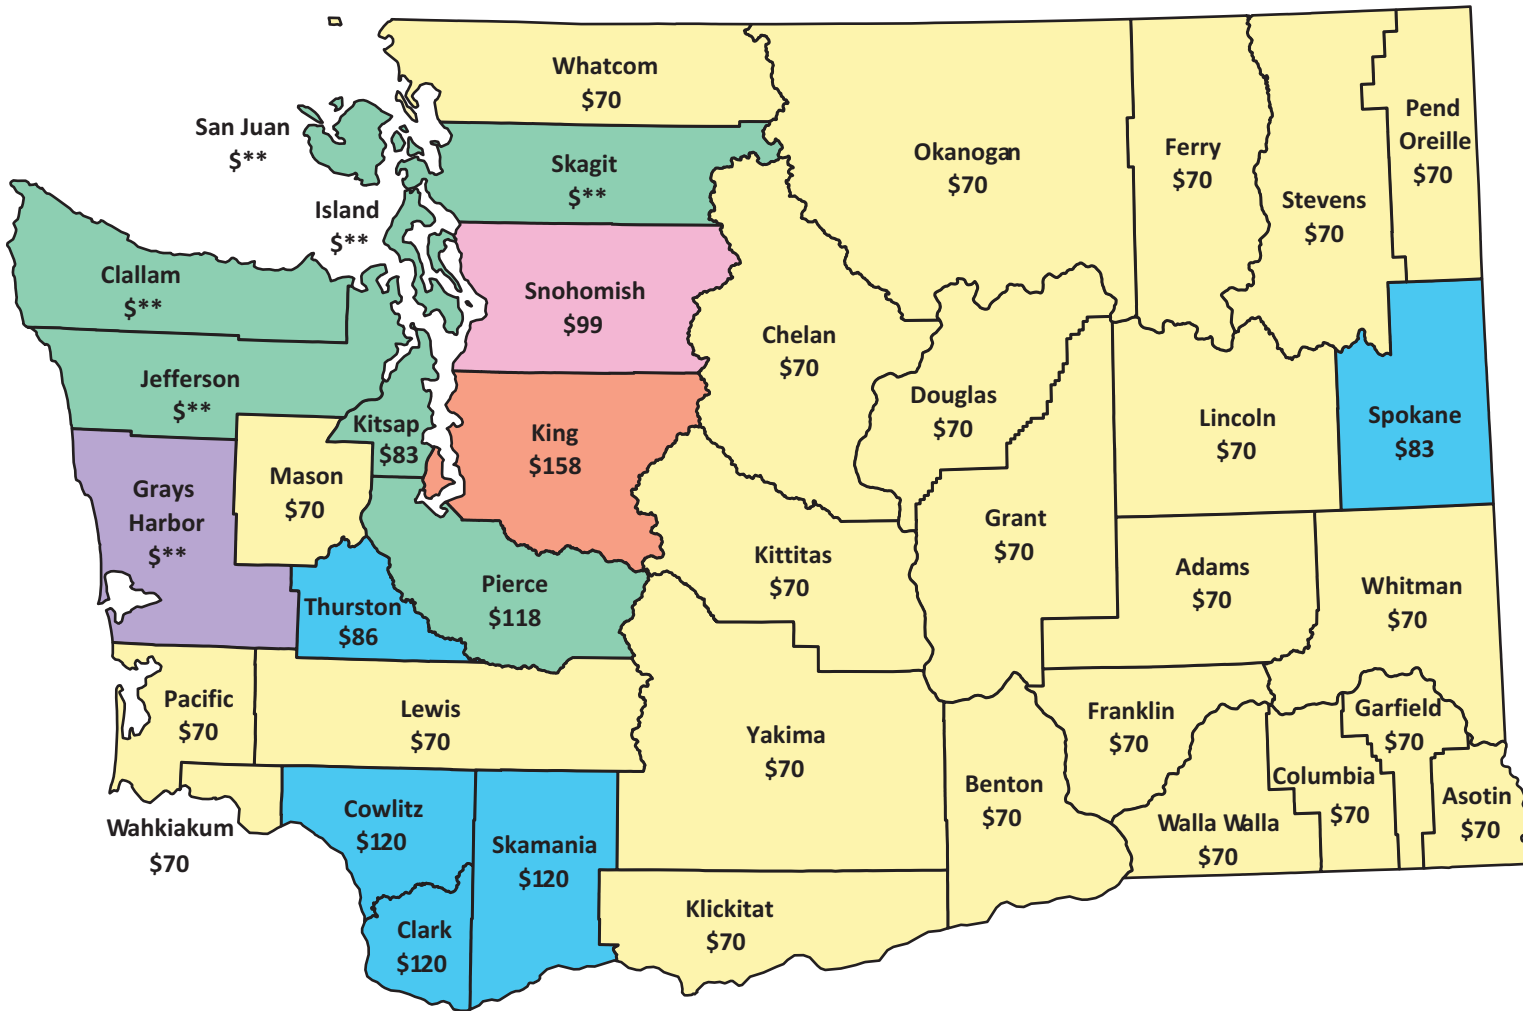 Whatcom
$70
San Juan
$**
Skagit
$**
Island
$**
Okanogan
$70
Ferry
$70
Stevens
$70
Pend
Oreille
$70
Clallam
$**
Snohomish
$99
Chelan
$70
Jefferson
$**
Kitsap
$83
King
$158
Douglas
$70
Lincoln
$70
Spokane
$83
Grays
Harbor
$**
Mason
$70
Grant
$70
Kittitas
$70
Adams
$70
Whitman
$70
Thurston
$86
Pierce
$118
Pacific
$70
Lewis
$70
Yakima
$70
Franklin
$70
Garfield
$70
Benton
$70
Columbia
$70
Asotin
$70
Wahkiakum
$70
Cowlitz
$120
Skamania
$120
Walla Walla
$70
Clark
$120
Klickitat
$70